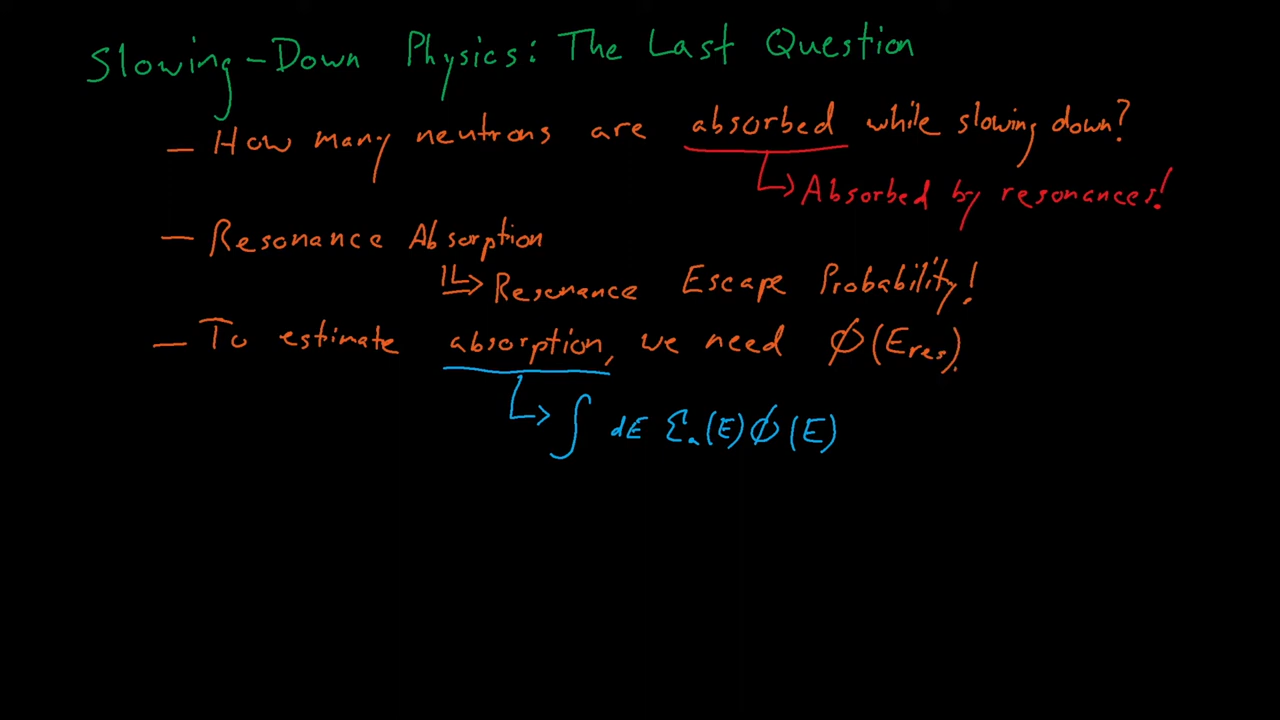 Slowing-Down Physics: The Last Question
— How many neutrons are absorbed while slowing down?
↳ Absorbed by resonances!
— Resonance Absorption
↳ Resonance Escape Probability!
— To estimate absorption, we need ϕ(Eres).
↳ ∫ dE Σa(E)ϕ(E)